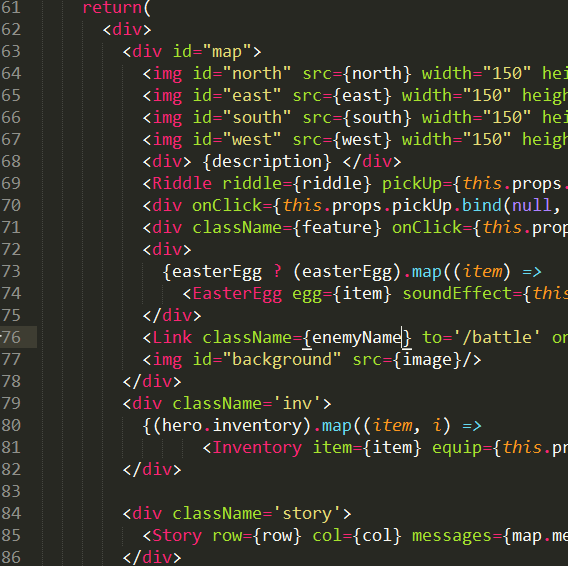 61 return(
62 <div>
63 <div id="map">
64 <img id="north" src={north} width="150" hei
65 <img id="east" src={east} width="150" heigh
66 <img id="south" src={south} width="150" hei
67 <img id="west" src={west} width="150" heigh
68 <div> {description} </div>
69 <Riddle riddle={riddle} pickUp={this.props.
70 <div onClick={this.props.pickUp.bind(null,
71 <div className={feature} onClick={this.prop
72 <div>
73 {easterEgg ? (easterEgg).map((item) =>
74 <EasterEgg egg={item} soundEffect={this
75 </div>
76 <Link className={enemyName} to='/battle' on
77 <img id="background" src={image}/>
78 </div>
79 <div className='inv'>
80 {(hero.inventory).map((item, i) =>
81 <Inventory item={item} equip={this.pr
82 </div>
83
84 <div className='story'>
85 <Story row={row} col={col} messages={map.me
86 </div>